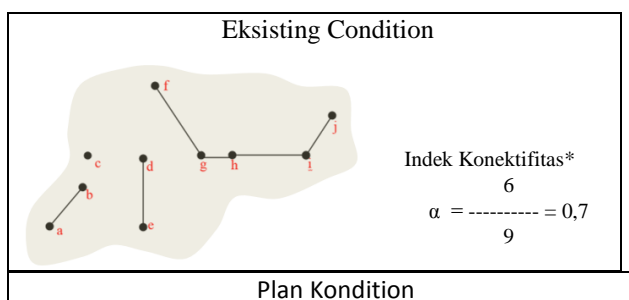 Eksisting Condition
f
j
c
d
g
h
i
b
a
e
Indek Konektifitas*
6
α = ---------- = 0,7
9
Plan Kondition